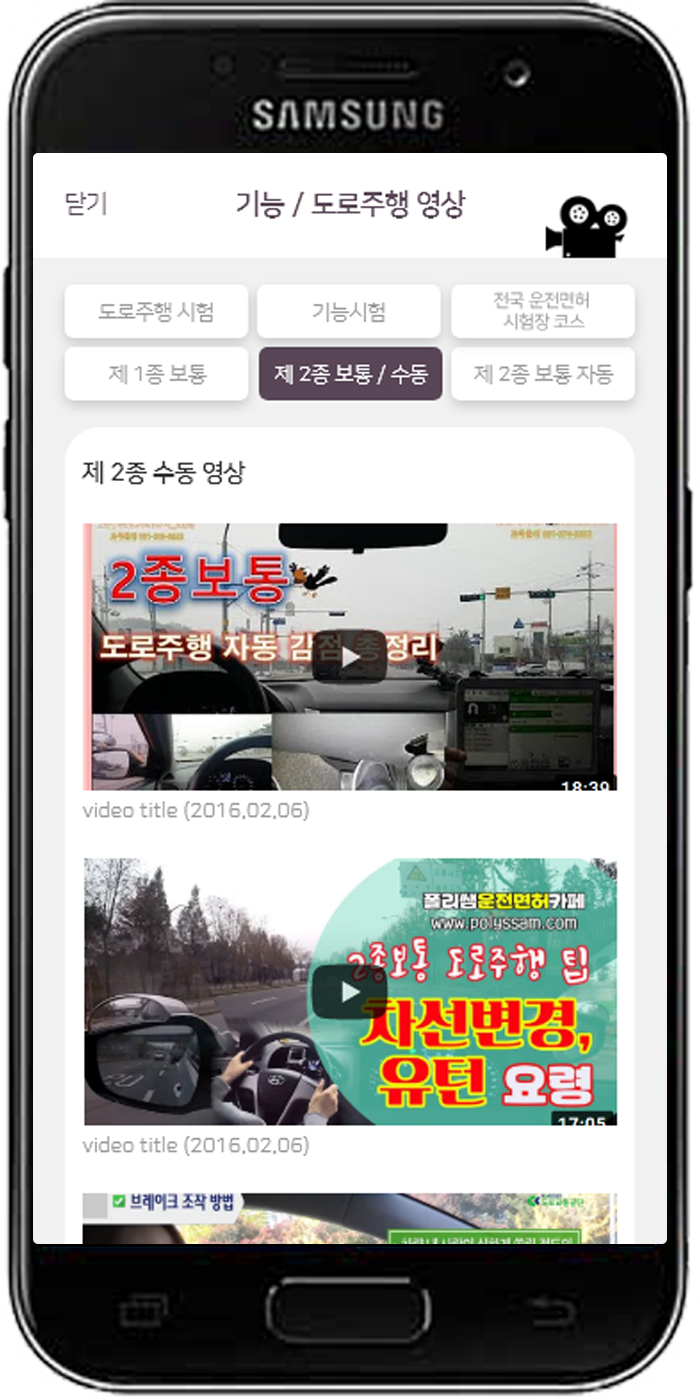 SAMSUNG
닫기
기능 / 도로주행 영상
도로주행 시험
기능시험
전국 운전면허
시험장 코스
제 1종 보통
제 2종 보통 / 수동
제 2종 보통 자동
제 2종 수동 영상
2종보통
도로주행 자동 감점 총정리
18:39
video title (2016.02.06)
폴리쌤운전면허카페
www.polyssam.com
2종보통 도로주행 팁
차선변경,
유턴 요령
17:05
video title (2016.02.06)
브레이크 조작 방법